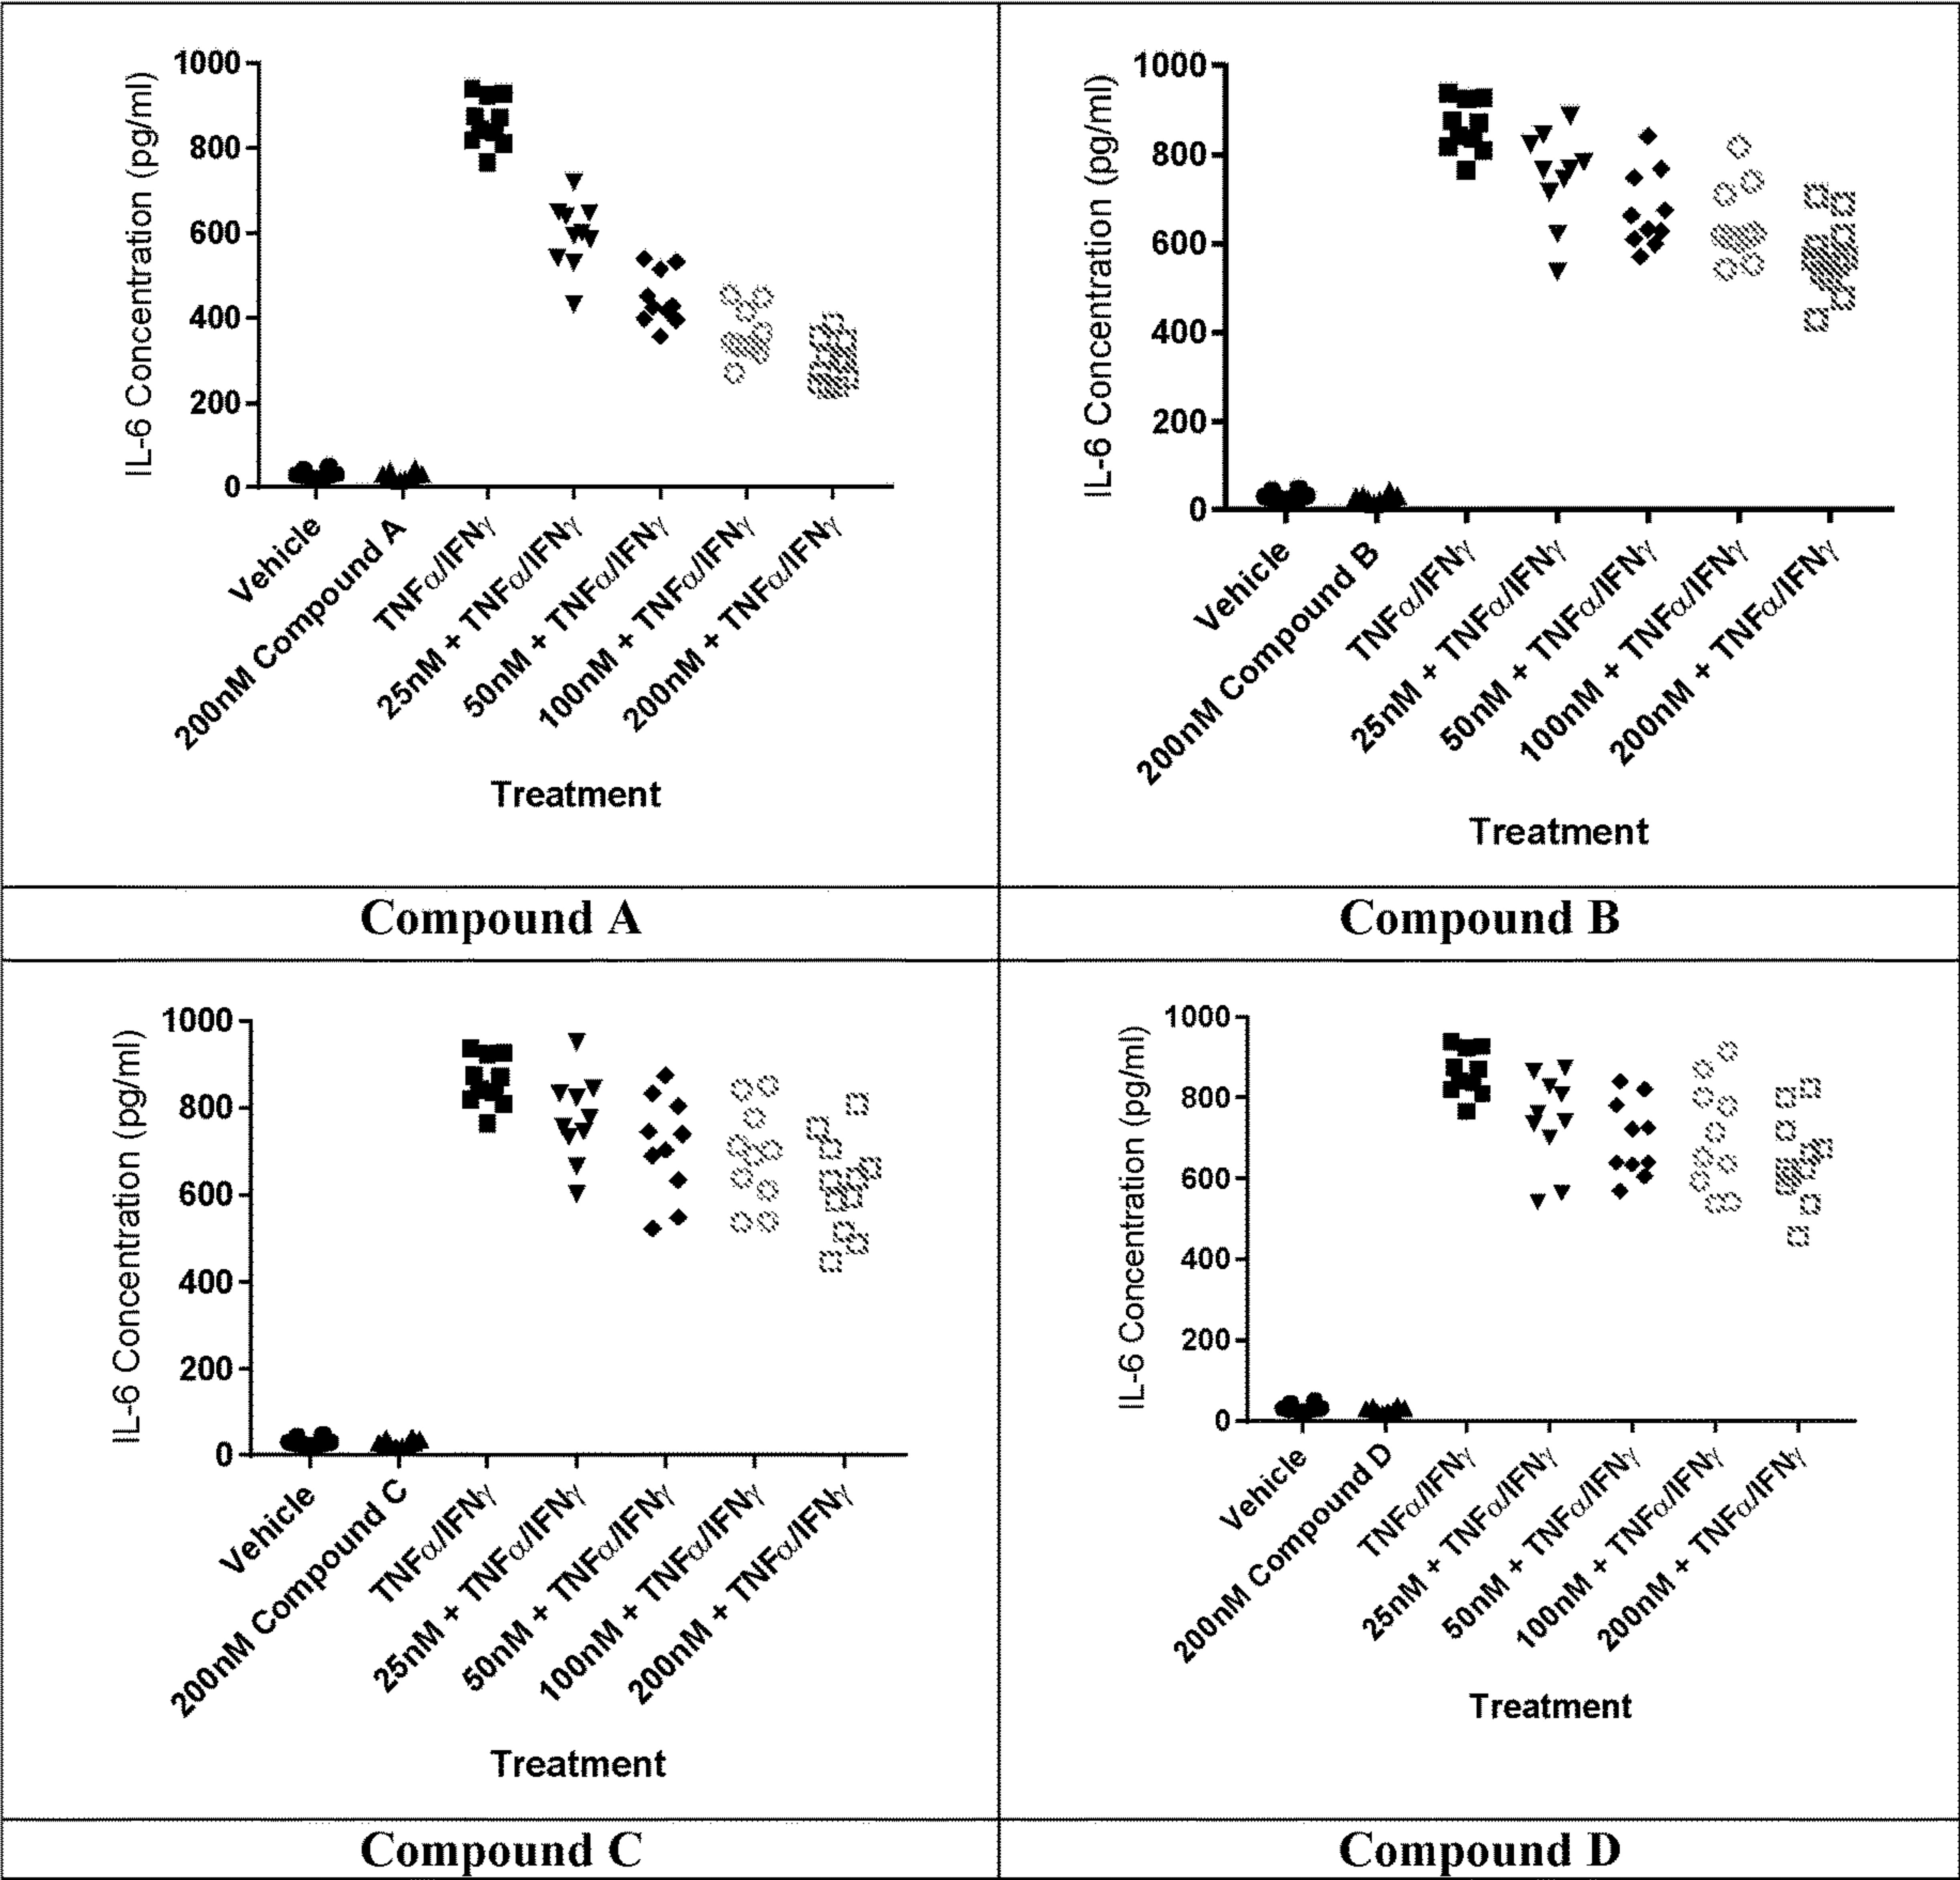 IL-6 Concentration (pg/ml)
1000
800
600
400
200
0
Vehicle
200nM Compound A
TNFα/IFNγ
25nM + TNFα/IFNγ
50nM + TNFα/IFNγ
100nM + TNFα/IFNγ
200nM + TNFα/IFNγ
Treatment
IL-6 Concentration (pg/ml)
1000
800
600
400
200
0
Vehicle
200nM Compound B
TNFα/IFNγ
25nM + TNFα/IFNγ
50nM + TNFα/IFNγ
100nM + TNFα/IFNγ
200nM + TNFα/IFNγ
Treatment
Compound A
Compound B
IL-6 Concentration (pg/ml)
1000
800
600
400
200
0
Vehicle
200nM Compound C
TNFα/IFNγ
25nM + TNFα/IFNγ
50nM + TNFα/IFNγ
100nM + TNFα/IFNγ
200nM + TNFα/IFNγ
Treatment
IL-6 Concentration (pg/ml)
1000
800
600
400
200
0
Vehicle
200nM Compound D
TNFα/IFNγ
25nM + TNFα/IFNγ
50nM + TNFα/IFNγ
100nM + TNFα/IFNγ
200nM + TNFα/IFNγ
Treatment
Compound C
Compound D